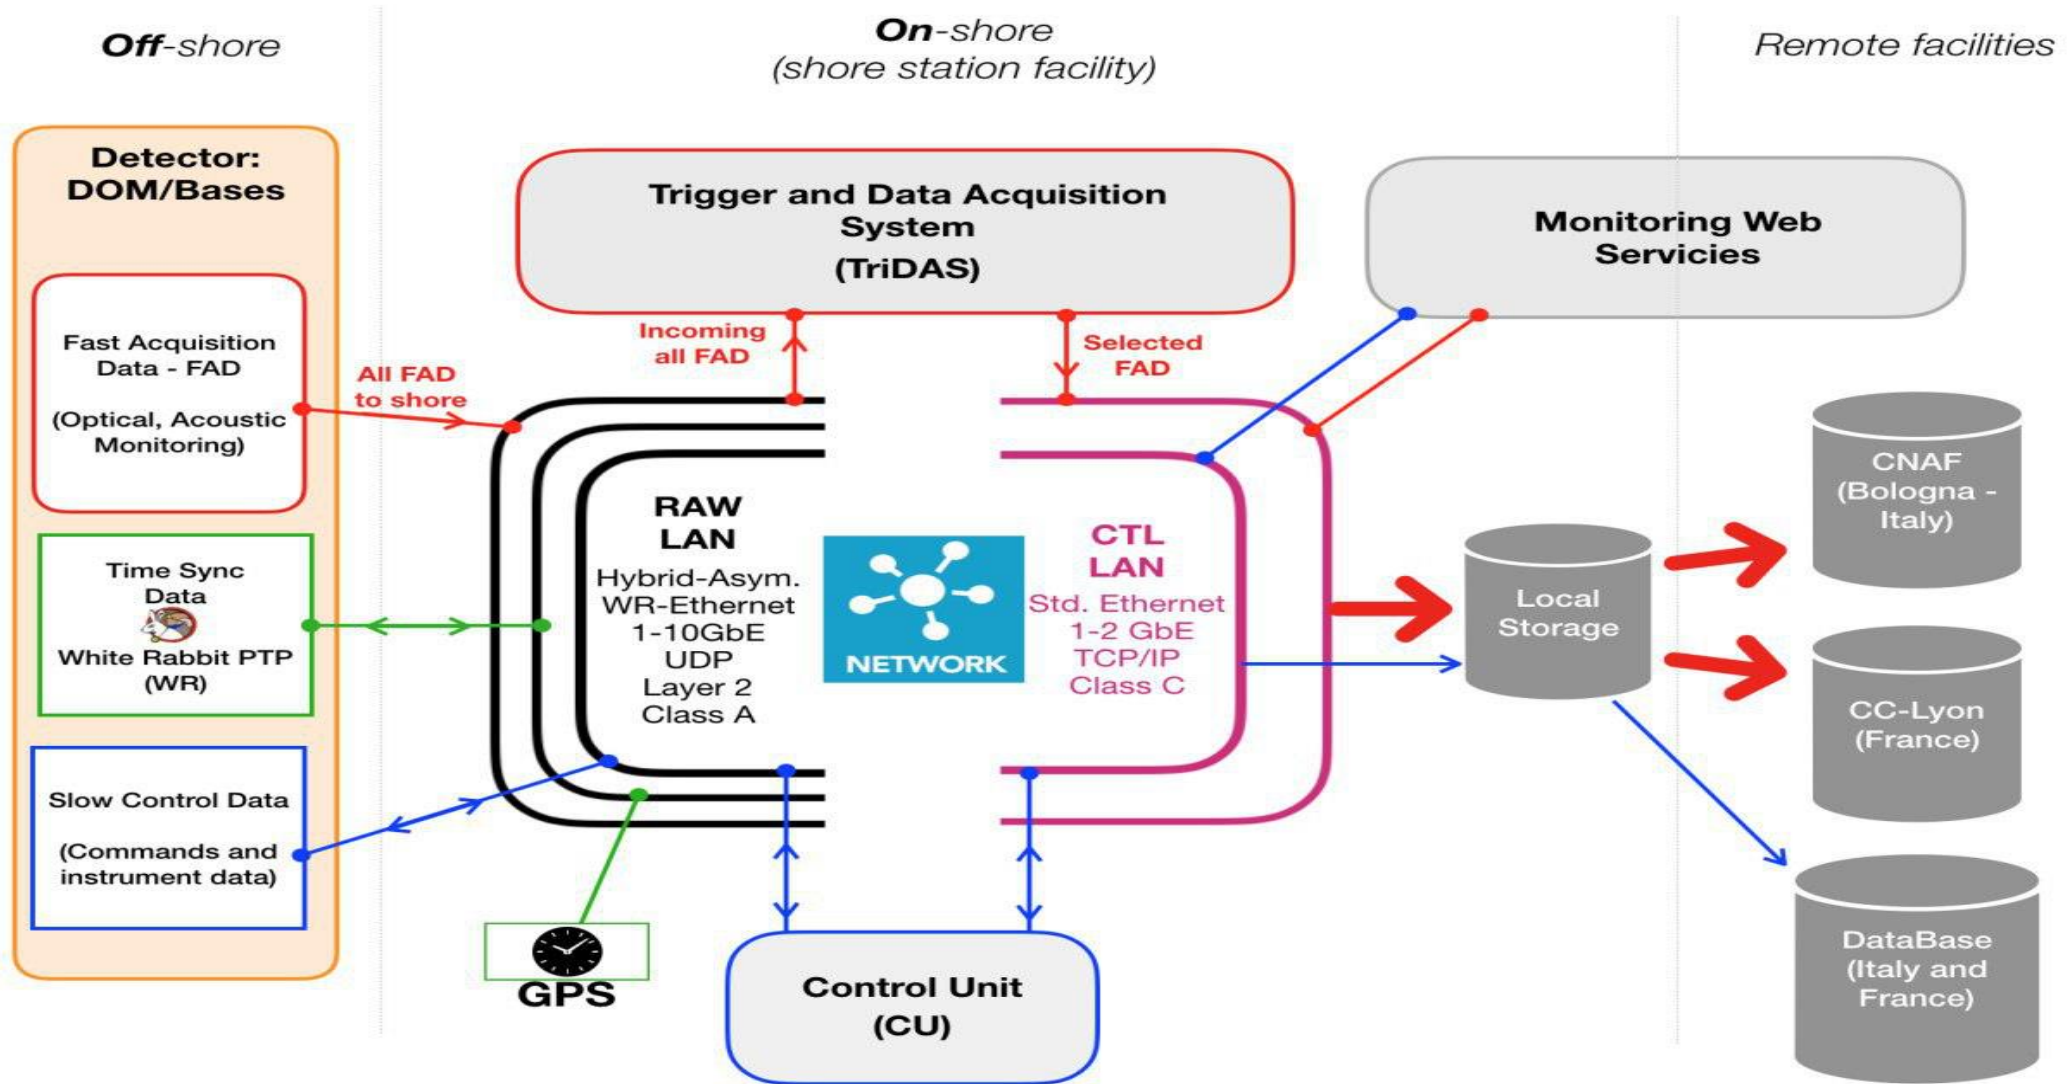 Off-shore
On-shore
(shore station facility)
Remote facilities
Detector:
DOM/Bases
Fast Acquisition
Data - FAD
(Optical, Acoustic
Monitoring)
Time Sync
Data
White Rabbit PTP
(WR)
Slow Control Data
(Commands and
instrument data)
All FAD
to shore
Trigger and Data Acquisition
System
(TriDAS)
Incoming
all FAD
Selected
FAD
RAW
LAN
Hybrid-Asym.
WR-Ethernet
1-10GbE
UDP
Layer 2
Class A
NETWORK
CTL
LAN
Std. Ethernet
1-2 GbE
TCP/IP
Class C
GPS
Control Unit
(CU)
Monitoring Web
Servicies
Local
Storage
CNAF
(Bologna -
Italy)
CC-Lyon
(France)
DataBase
(Italy and
France)